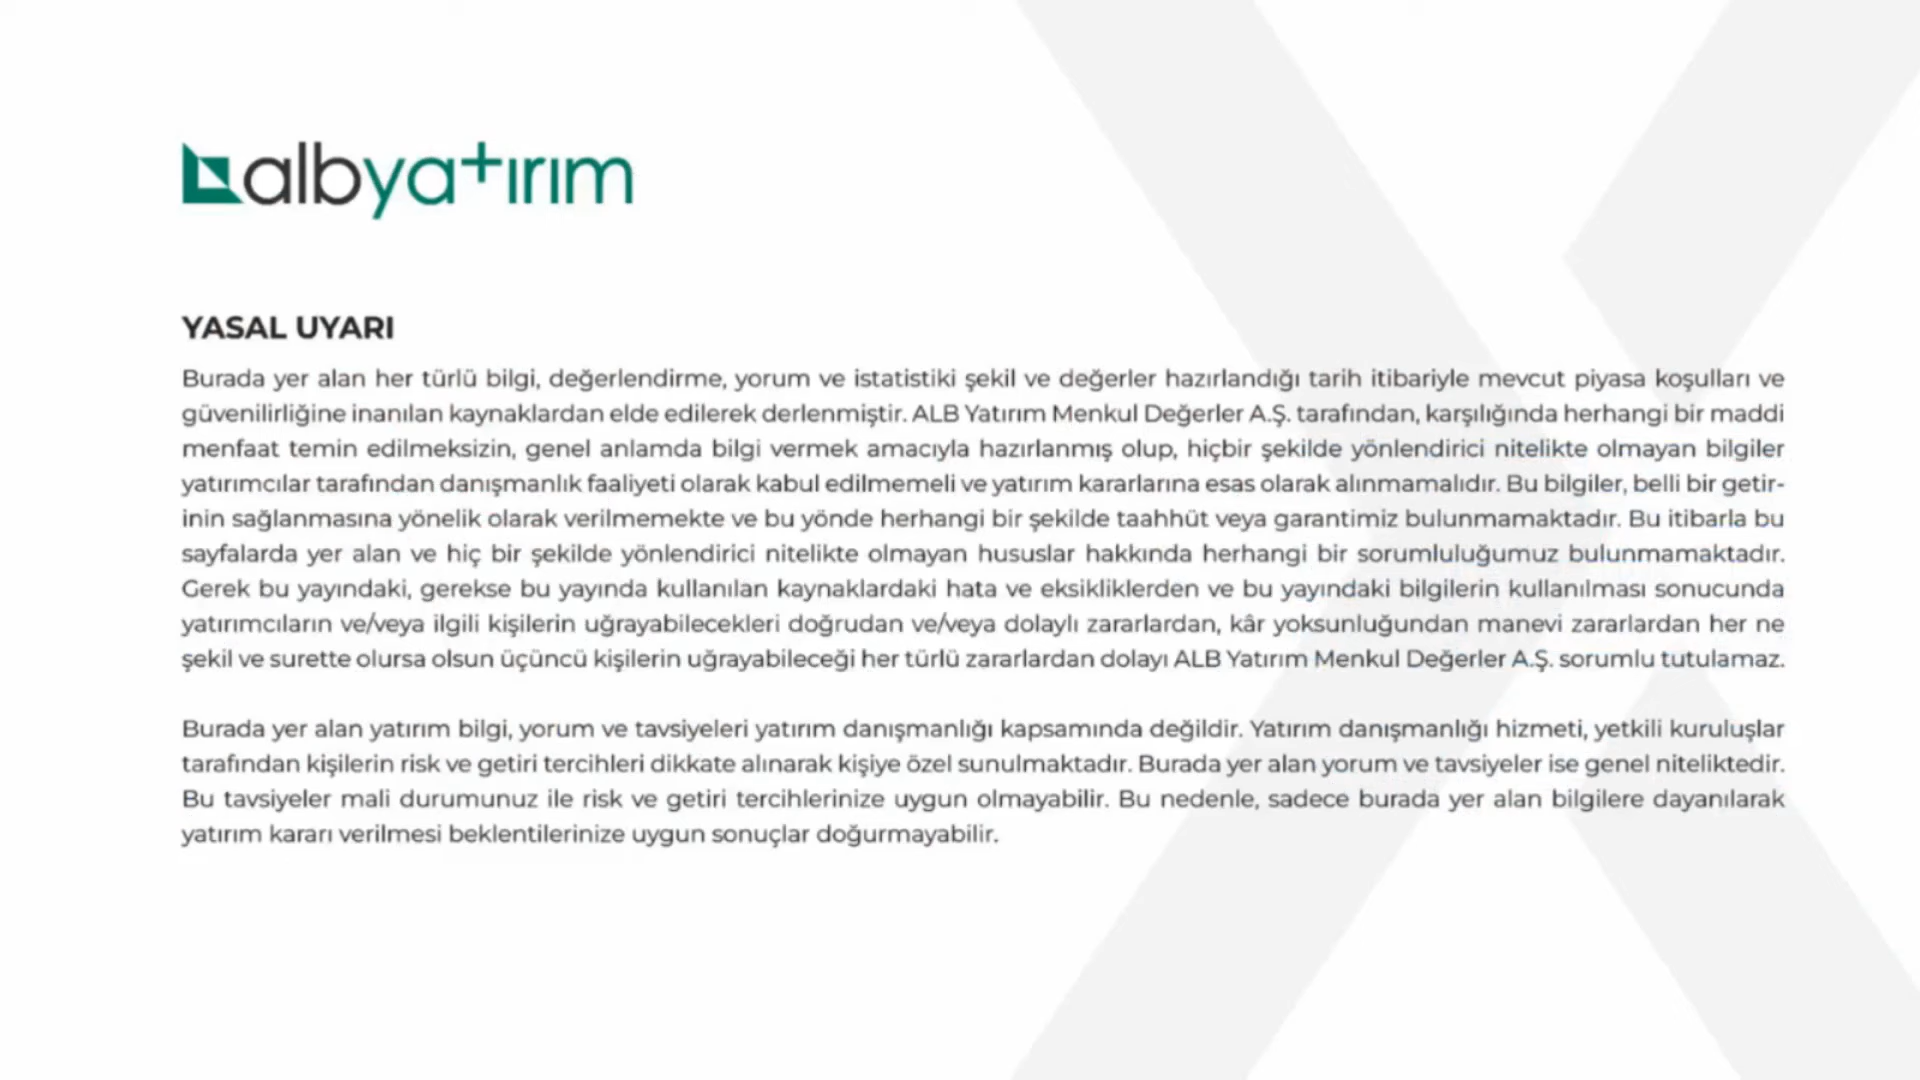 albyatırım
YASAL UYARI
Burada yer alan her türlü bilgi, değerlendirme, yorum ve istatistiki şekil ve değerler hazırlandığı tarih itibariyle mevcut piyasa koşulları ve
güvenilirliğine inanılan kaynaklardan elde edilerek derlenmiştir. ALB Yatırım Menkul Değerler A.Ş. tarafından, karşılığında herhangi bir maddi
menfaat temin edilmeksizin, genel anlamda bilgi vermek amacıyla hazırlanmış olup, hiçbir şekilde yönlendirici nitelikte olmayan bilgiler
yatırımcılar tarafından danışmanlık faaliyeti olarak kabul edilmemeli ve yatırım kararlarına esas olarak alınmamalıdır. Bu bilgiler, belli bir getir-
inin sağlanmasına yönelik olarak verilmemekte ve bu yönde herhangi bir şekilde taahhüt veya garantimiz bulunmamaktadır. Bu itibarla bu
sayfalarda yer alan ve hiç bir şekilde yönlendirici nitelikte olmayan hususlar hakkında herhangi bir sorumluluğumuz bulunmamaktadır.
Gerek bu yayındaki, gerekse bu yayında kullanılan kaynaklardaki hata ve eksikliklerden ve bu yayındaki bilgilerin kullanılması sonucunda
yatırımcıların ve/veya ilgili kişilerin uğrayabilecekleri doğrudan ve/veya dolaylı zararlardan, kâr yoksunluğundan manevi zararlardan her ne
şekil ve surette olursa olsun üçüncü kişilerin uğrayabileceği her türlü zararlardan dolayı ALB Yatırım Menkul Değerler A.Ş. sorumlu tutulamaz.
Burada yer alan yatırım bilgi, yorum ve tavsiyeleri yatırım danışmanlığı kapsamında değildir. Yatırım danışmanlığı hizmeti, yetkili kuruluşlar
tarafından kişilerin risk ve getiri tercihleri dikkate alınarak kişiye özel sunulmaktadır. Burada yer alan yorum ve tavsiyeler ise genel niteliktedir.
Bu tavsiyeler mali durumunuz ile risk ve getiri tercihlerinize uygun olmayabilir. Bu nedenle, sadece burada yer alan bilgilere dayanılarak
yatırım kararı verilmesi beklentilerinize uygun sonuçlar doğurmayabilir.